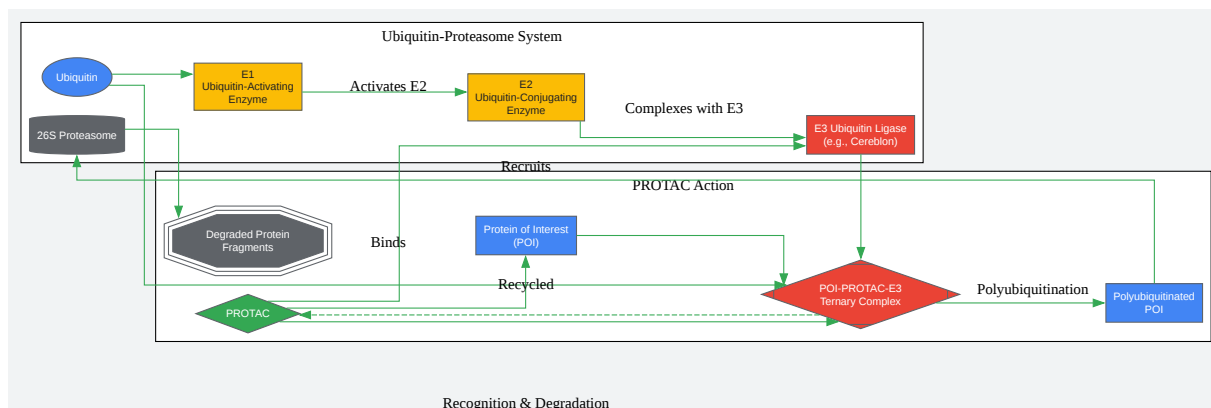 Ubiquitin-Proteasome System
Ubiquitin
E1
Ubiquitin-Activating
Enzyme
Activates E2
E2
Ubiquitin-Conjugating
Enzyme
Complexes with E3
26S Proteasome
E3 Ubiquitin Ligase
(e.g., Cereblon)
Recruits
PROTAC Action
Degraded Protein
Fragments
Binds
Protein of Interest
(POI)
Recycled
PROTAC
POI-PROTAC-E3
Ternary Complex
Polyubiquitination
Polyubiquitinated
POI
Recognition & Degradation